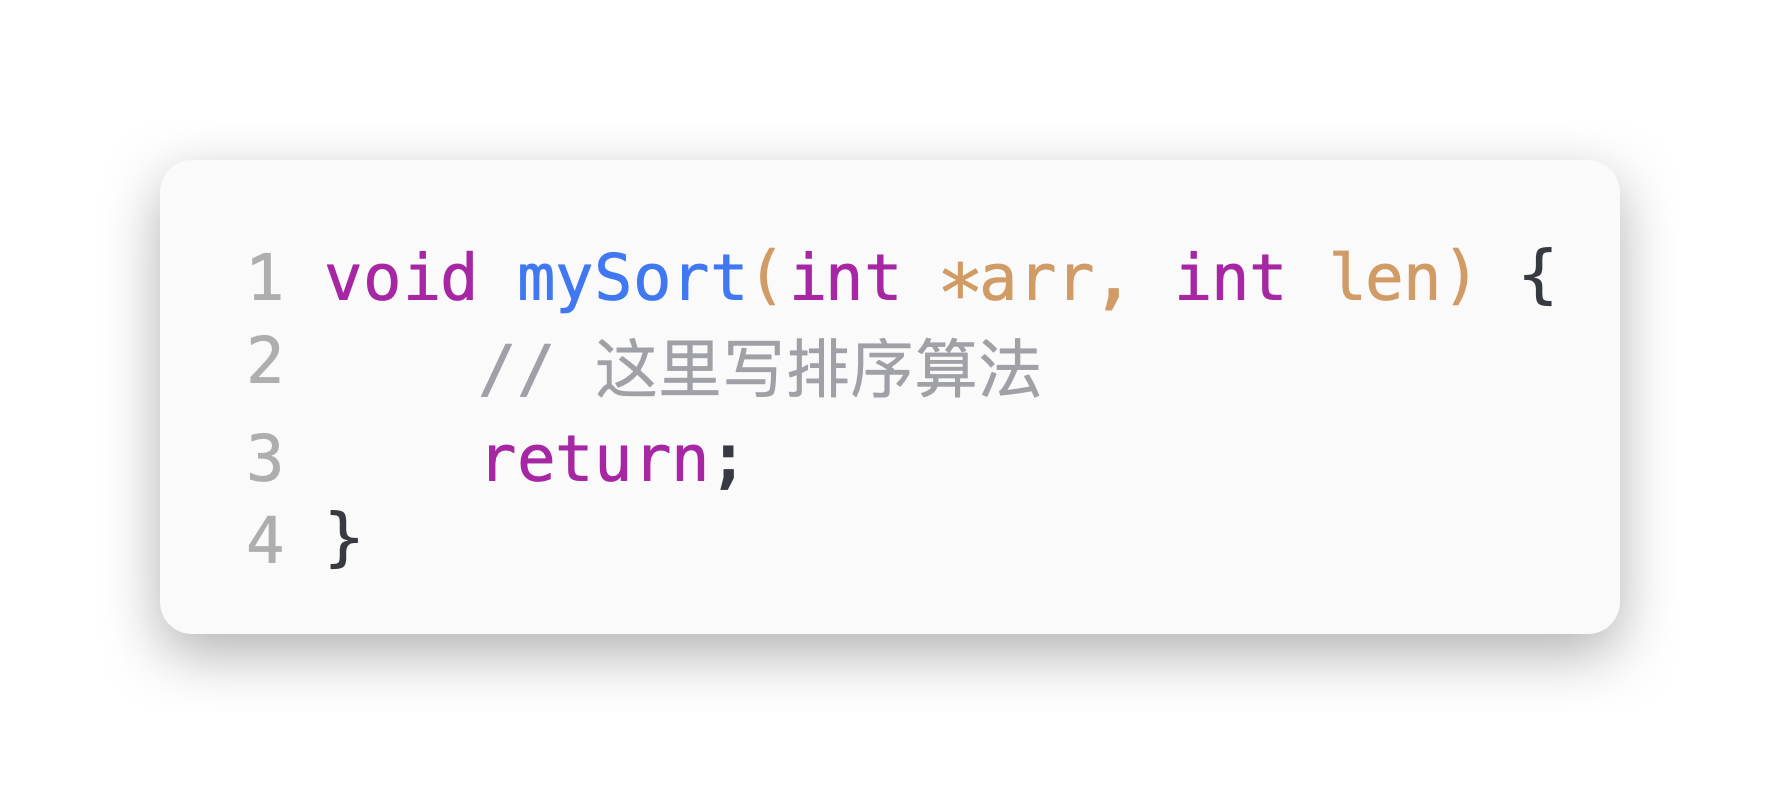 1 void mySort(int *arr, int len) {
2     // 这里写排序算法
3     return;
4 }